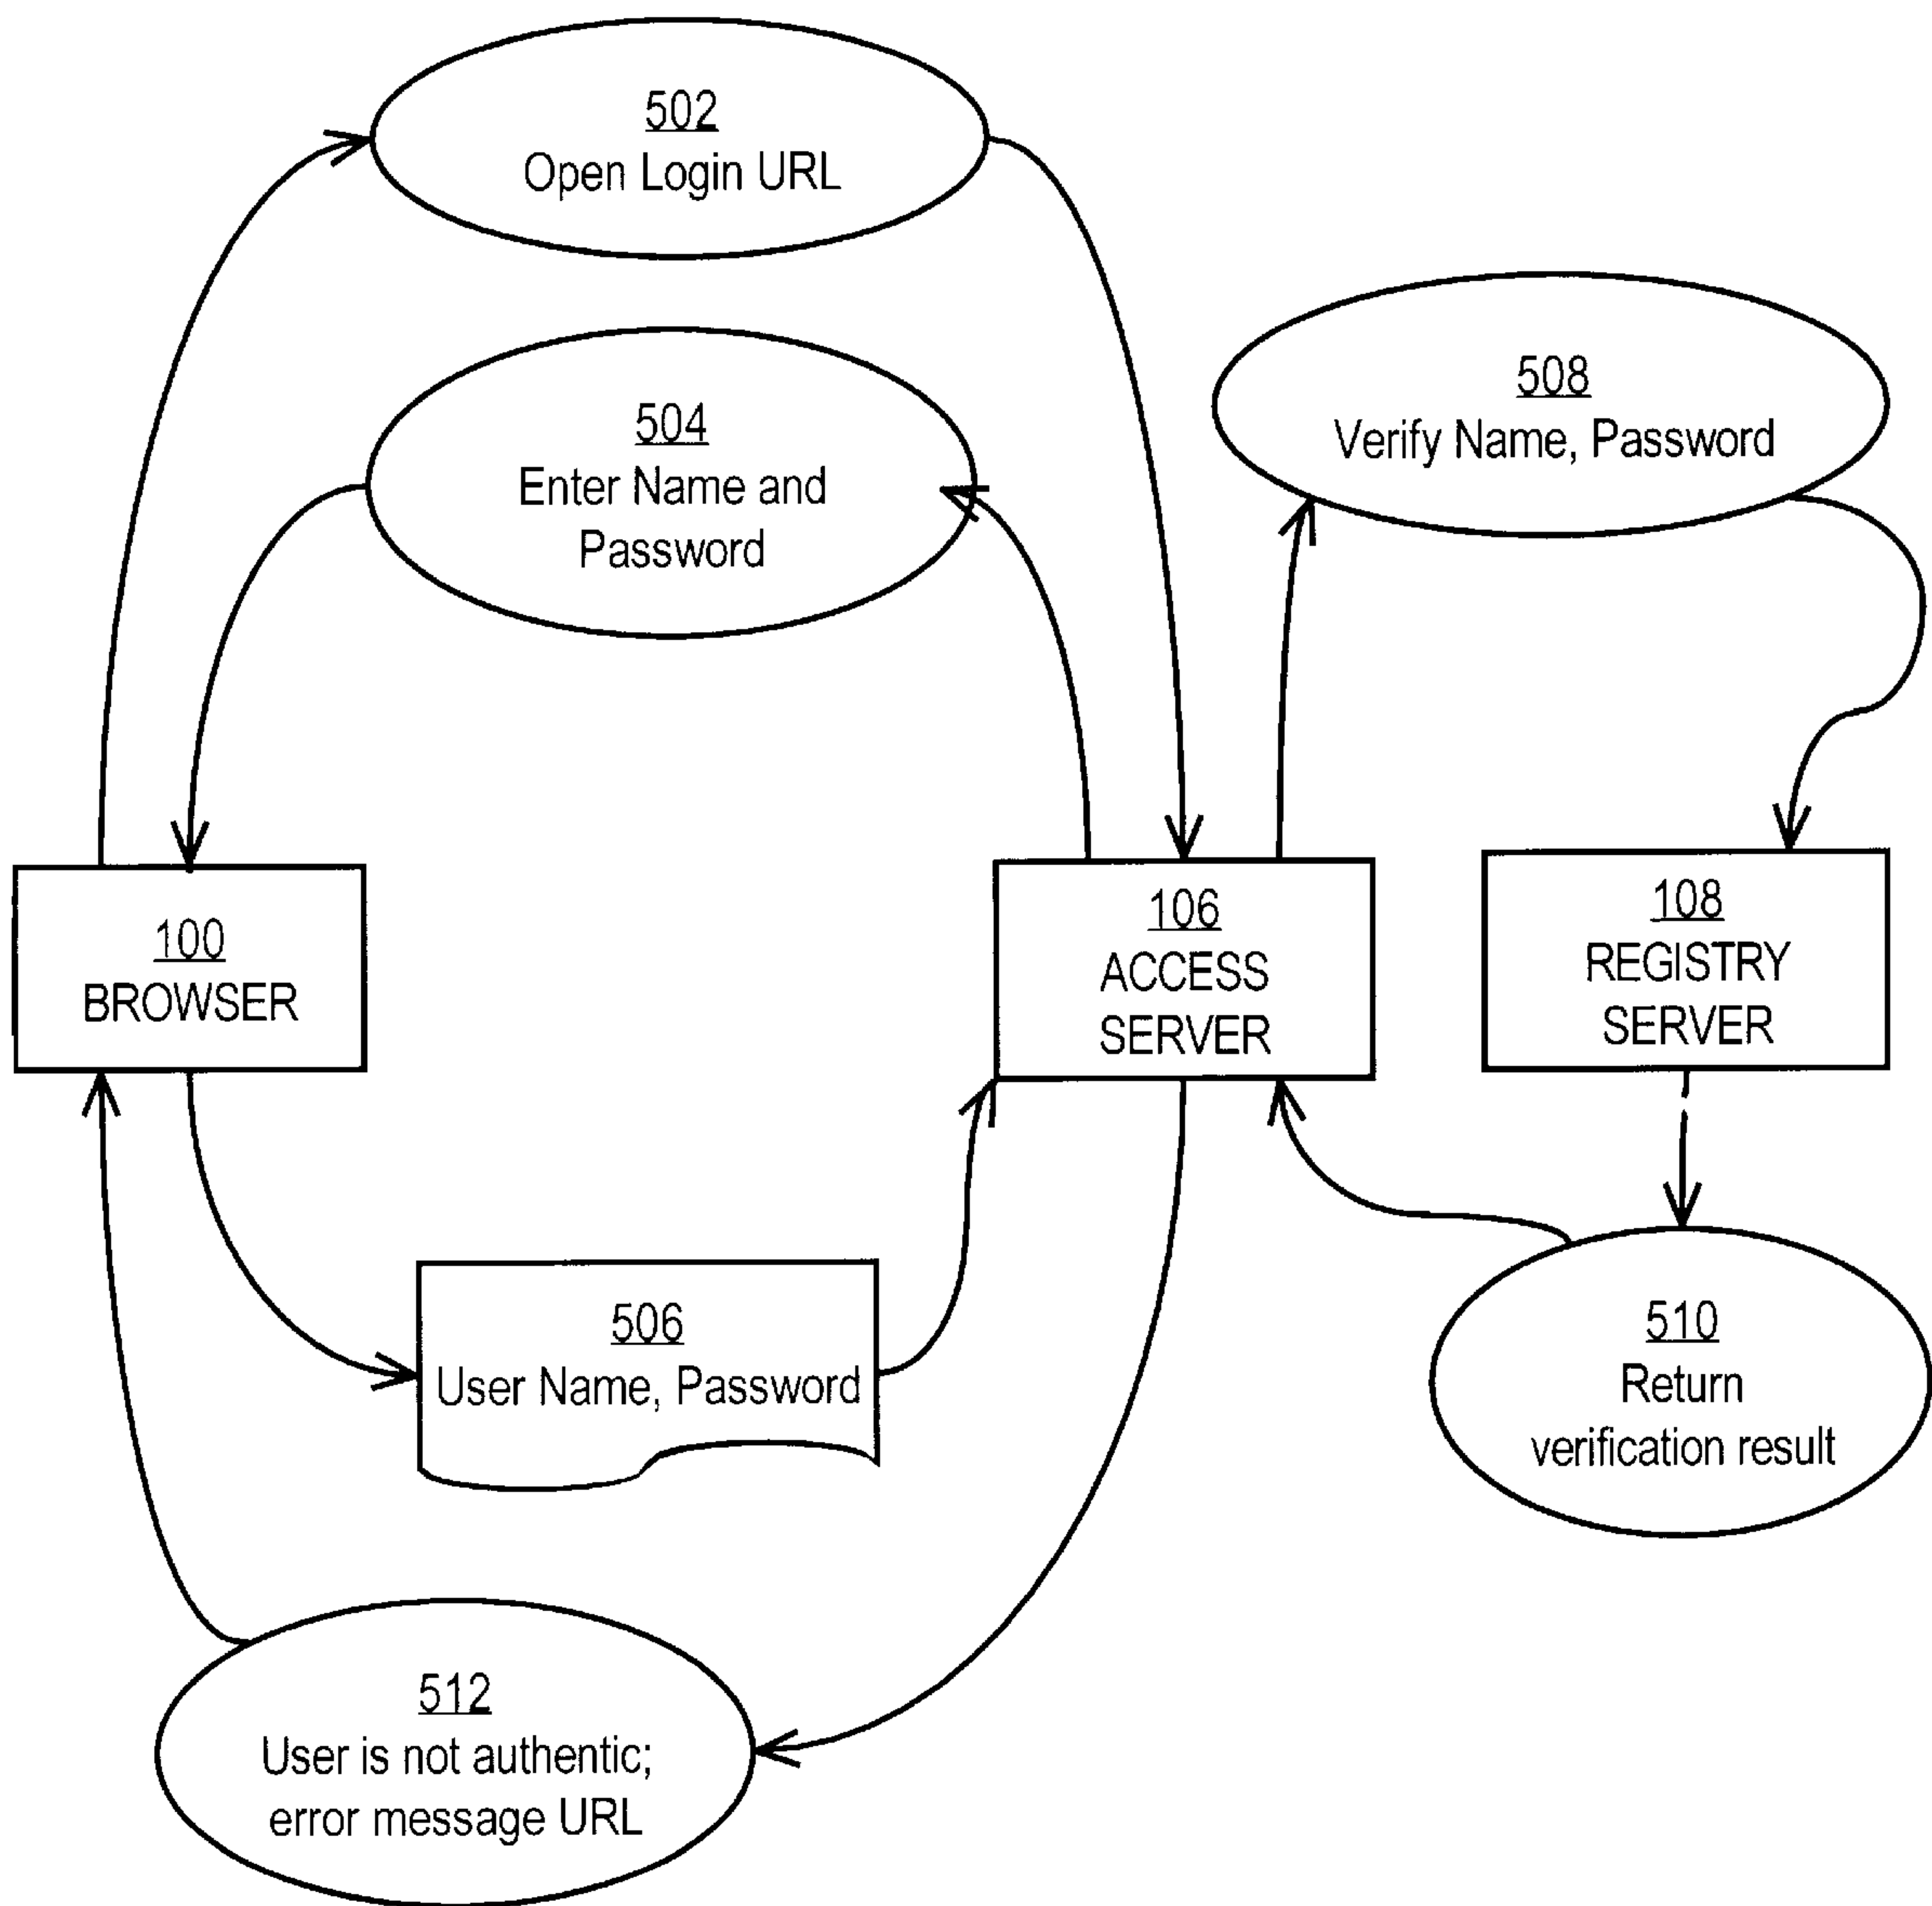 502
Open Login URL
504
Enter Name and
Password
508
Verify Name, Password
100
BROWSER
106
ACCESS
SERVER
108
REGISTRY
SERVER
506
User Name, Password
510
Return
verification result
512
User is not authentic;
error message URL